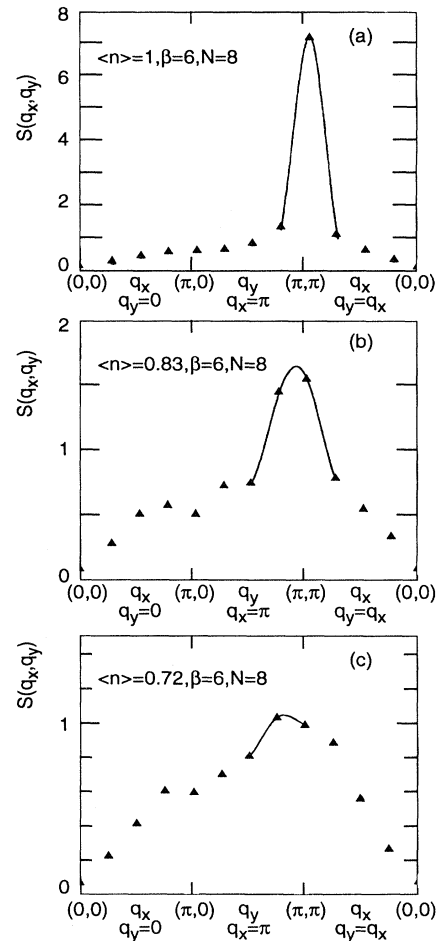 (a)
<n>=1,β=6,N=8
S(qx,qy)
8
6
4
2
0
(0,0) qx (π,0) qy (π,π) qx (0,0)
qy=0 qx=π qy=qx
(b)
<n>=0.83,β=6,N=8
S(qx,qy)
2
1
0
(0,0) qx (π,0) qy (π,π) qx (0,0)
qy=0 qx=π qy=qx
(c)
<n>=0.72,β=6,N=8
S(qx,qy)
1
0
(0,0) qx (π,0) qy (π,π) qx (0,0)
qy=0 qx=π qy=qx